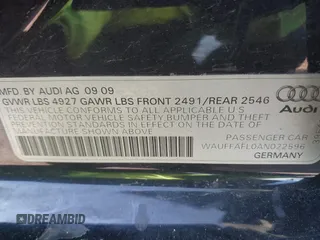 MFD. BY AUDI AG 09 09
GVWR LBS 4927 GAWR LBS FRONT 2491/REAR 2546
THIS VEHICLE CONFORMS TO ALL APPLICABLE U.S.
FEDERAL MOTOR VEHICLE SAFETY BUMPER AND THEFT
PREVENTION STANDARDS IN EFFECT ON THE
DATE OF MANUFACTURE SHOWN ABOVE.
Audi
PASSENGER CAR
WAUFFAFL0AN022596
GERMANY
DREAMBID